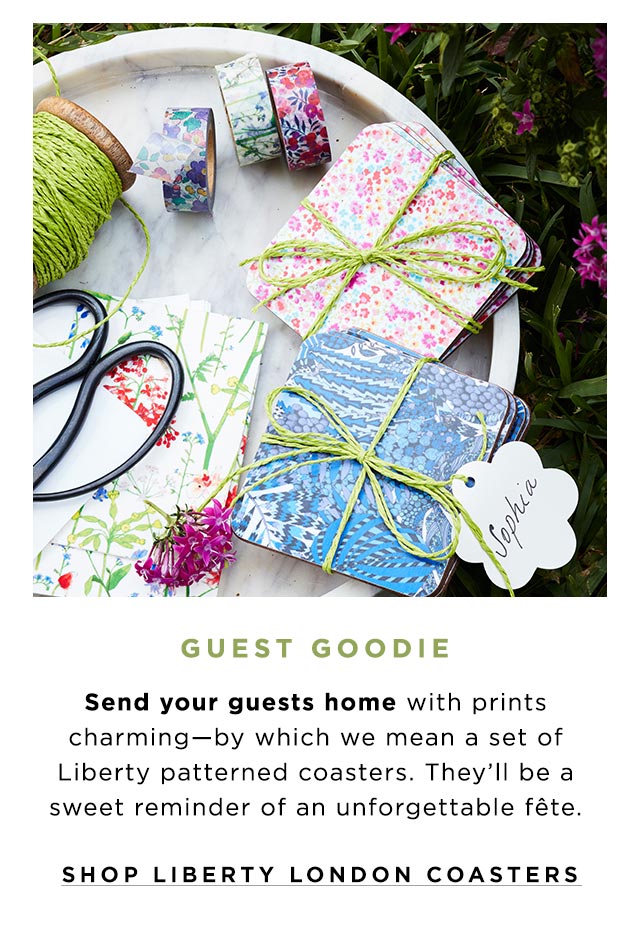 Sophia
GUEST GOODIE
Send your guests home with prints
charming—by which we mean a set of
Liberty patterned coasters. They’ll be a
sweet reminder of an unforgettable fête.
SHOP LIBERTY LONDON COASTERS